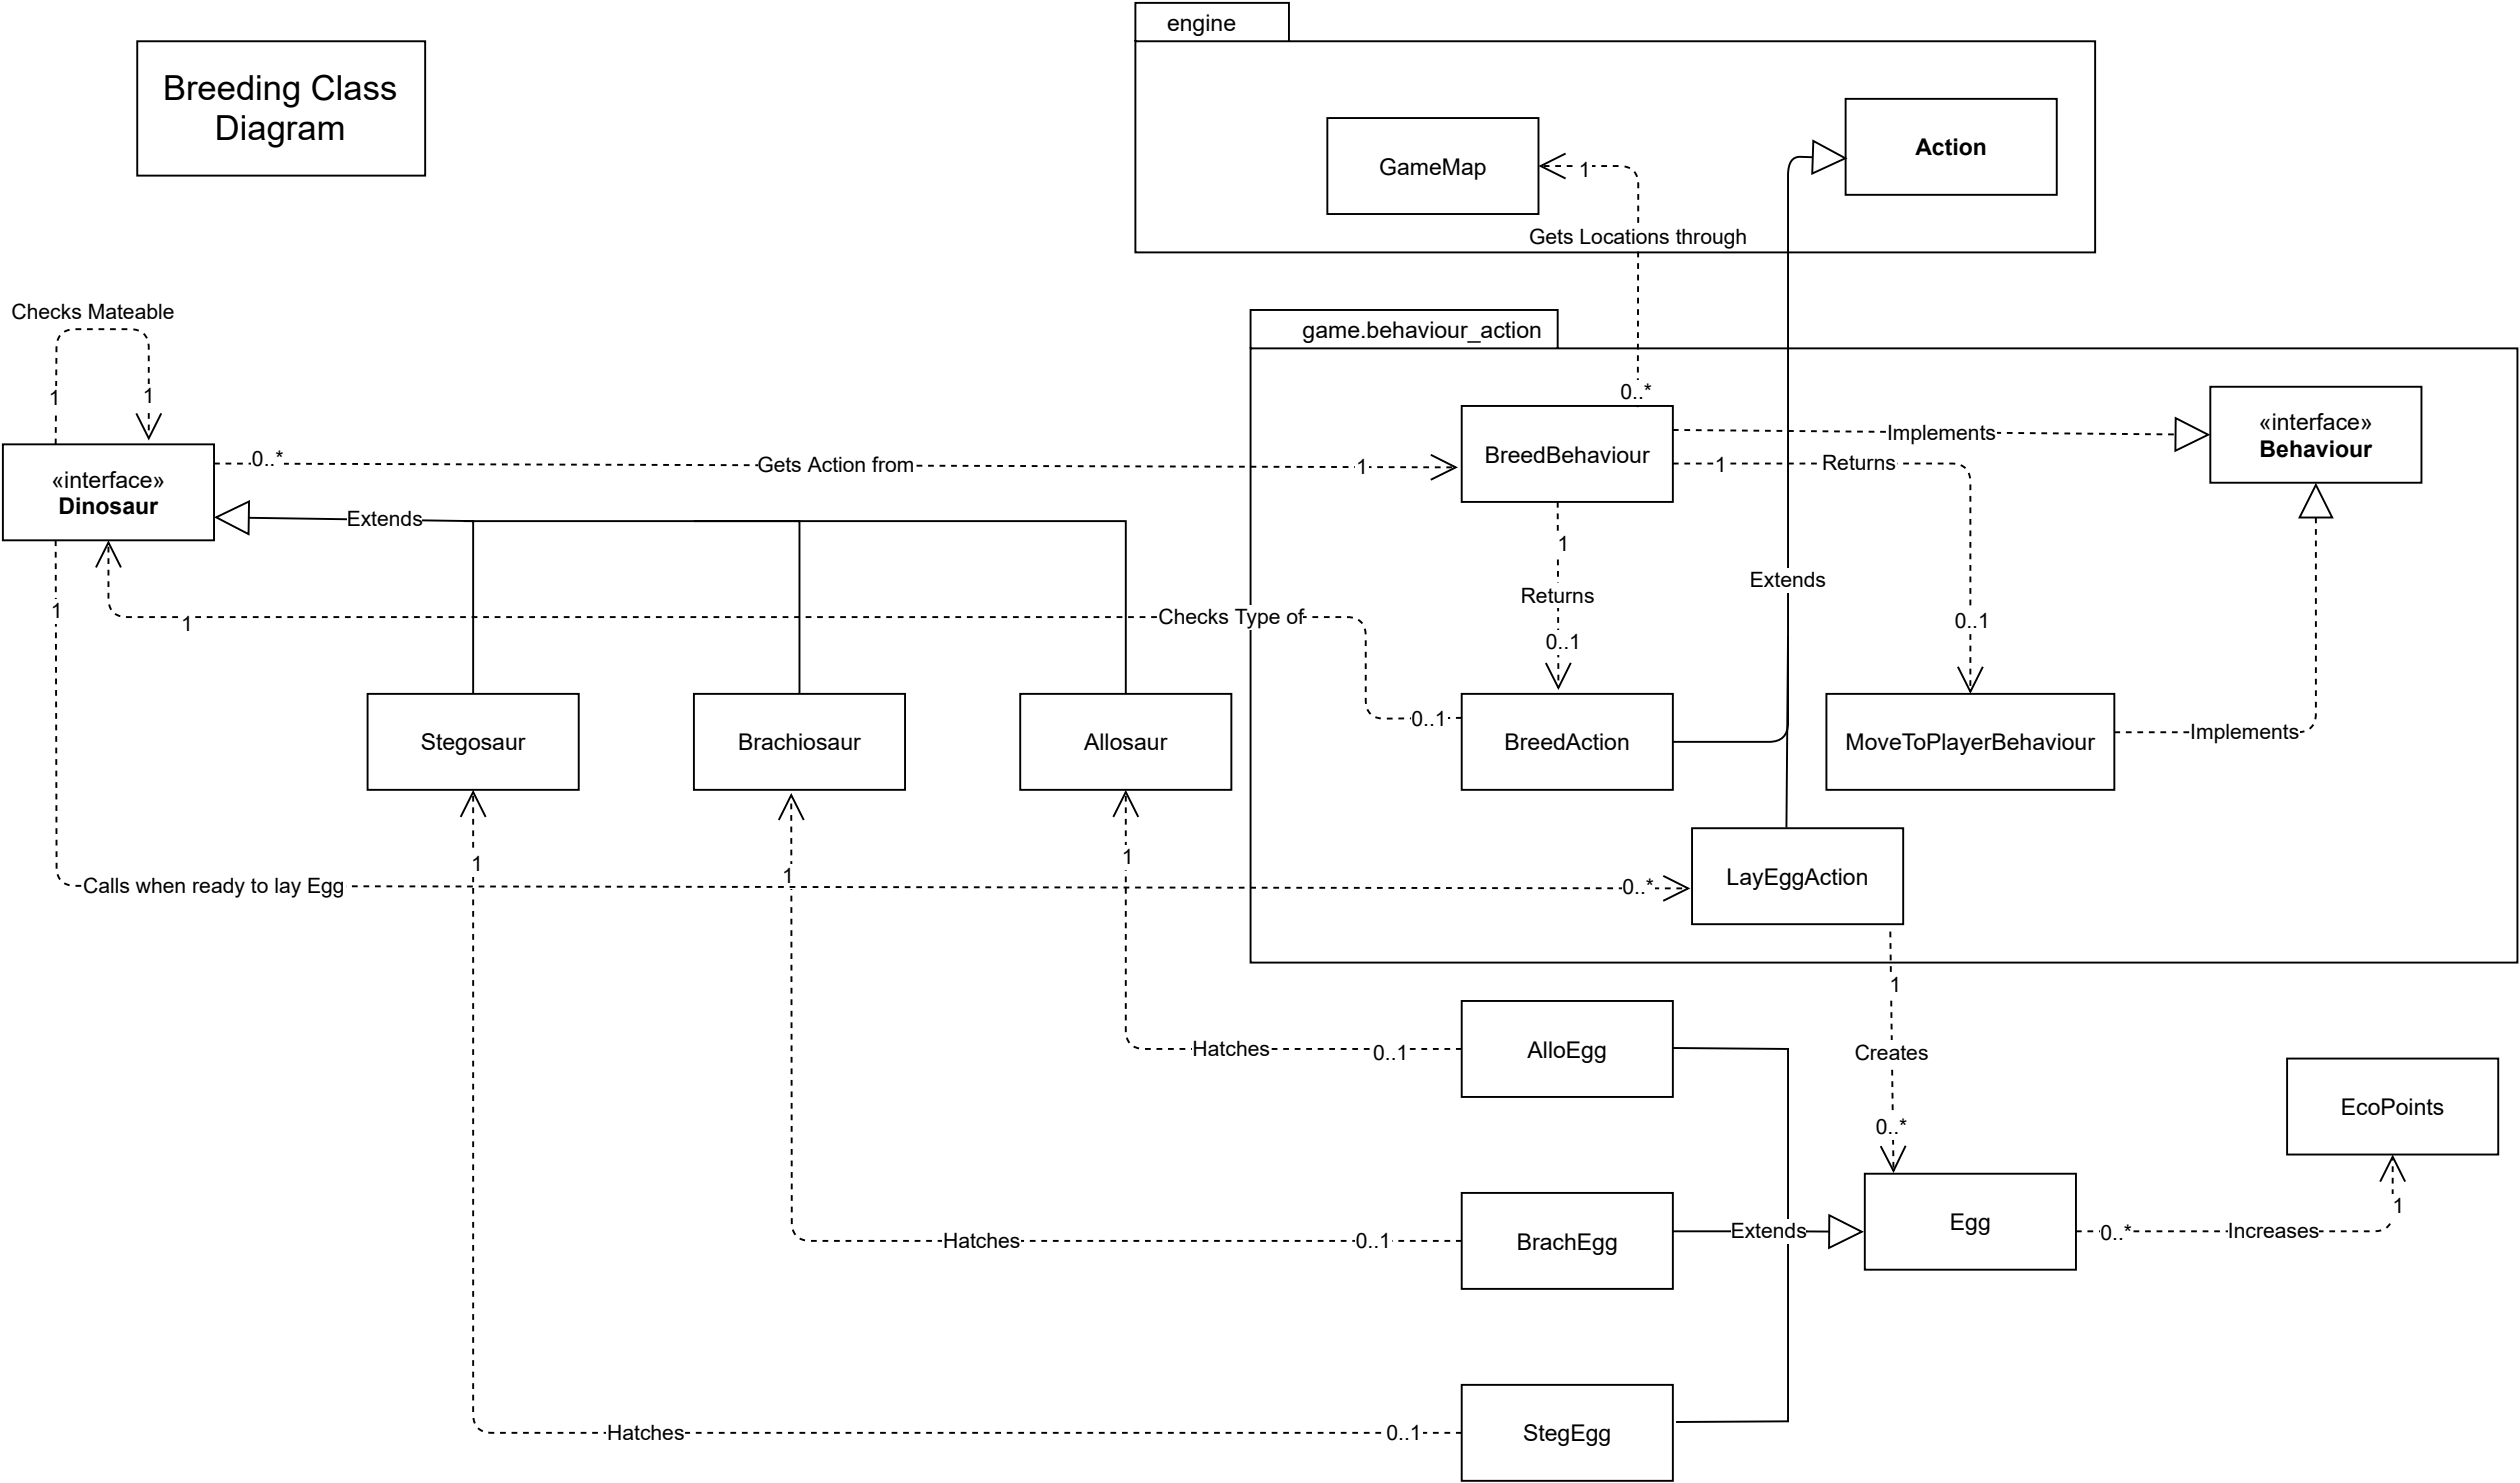 engine
Breeding Class
Diagram
GameMap
Action
1
Gets Locations through
Checks Mateable
game.behaviour_action
1
1
0..*
«interface»
Dinosaur
0..*
Gets Action from
1
BreedBehaviour
Implements
1
Returns
«interface»
Behaviour
Extends
1
Returns
0..1
Extends
0..1
1
1
Checks Type of
0..1
Stegosaur
Brachiosaur
Allosaur
BreedAction
MoveToPlayerBehaviour
Implements
1
1
1
Calls when ready to lay Egg
0..*
LayEggAction
1
Hatches
0..1
AlloEgg
Creates
EcoPoints
0..*
1
Hatches
0..1
BrachEgg
Extends
Egg
0..*
Increases
Hatches
0..1
StegEgg